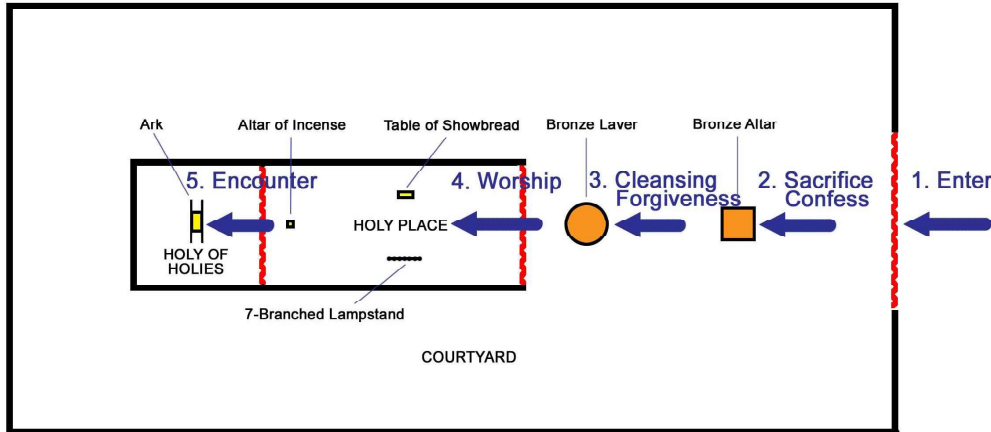 Ark
Altar of Incense
Table of Showbread
Bronze Laver
Bronze Altar
5. Encounter
4. Worship
3. Cleansing
Forgiveness
2. Sacrifice
Confess
1. Enter
HOLY PLACE
HOLY OF
HOLIES
7-Branched Lampstand
COURTYARD